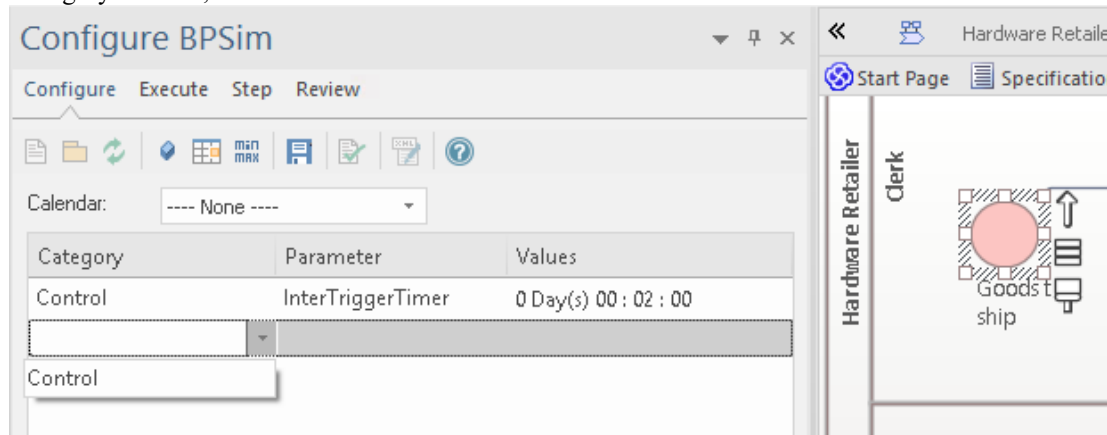 Configure BPSim
Configure Execute Step Review
Calendar: ---- None ----
Category Parameter Values
Control InterTriggerTimer 0 Day(s) 00 : 02 : 00
Control
Hardware Retaile
Start Page Specificatio
Hardware Retailer
Clerk
Goods t
ship